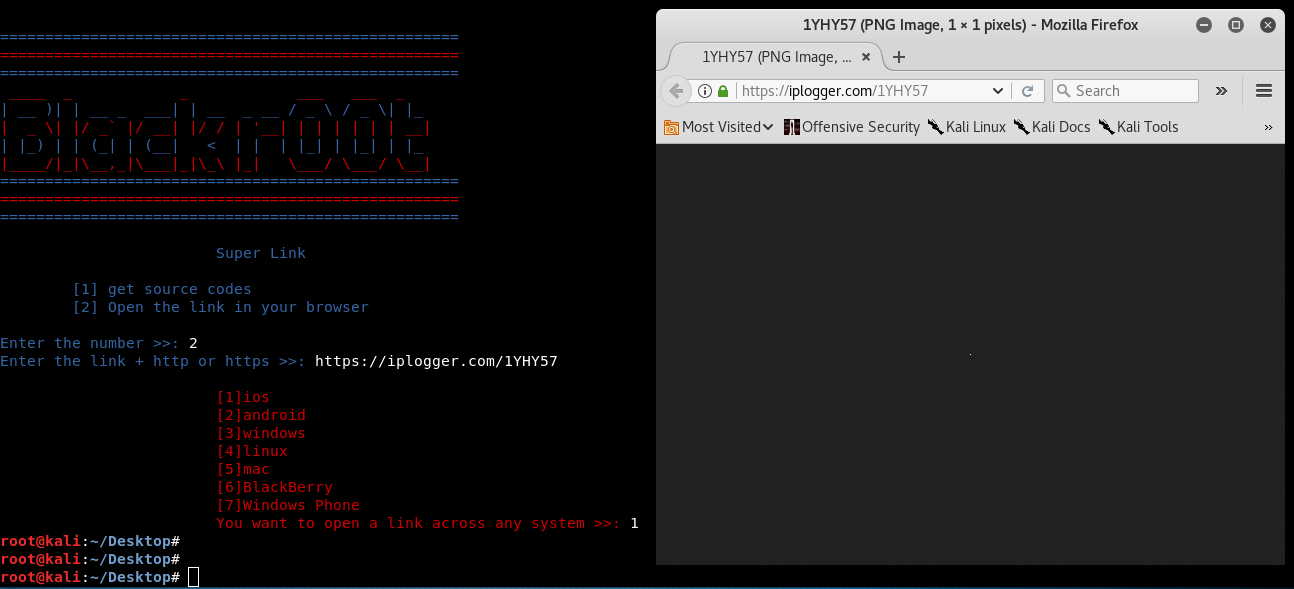 Blackr00t
Super Link
[1] get source codes
[2] Open the link in your browser
Enter the number >>: 2
Enter the link + http or https >>: https://iplogger.com/1YHY57
[1]ios
[2]android
[3]windows
[4]linux
[5]mac
[6]BlackBerry
[7]Windows Phone
You want to open a link across any system >>: 1
root@kali:~/Desktop#
root@kali:~/Desktop#
root@kali:~/Desktop#
1YHY57 (PNG Image, 1 × 1 pixels) - Mozilla Firefox
1YHY57 (PNG Image, ...
https://iplogger.com/1YHY57
Search
Most Visited Offensive Security Kali Linux Kali Docs Kali Tools